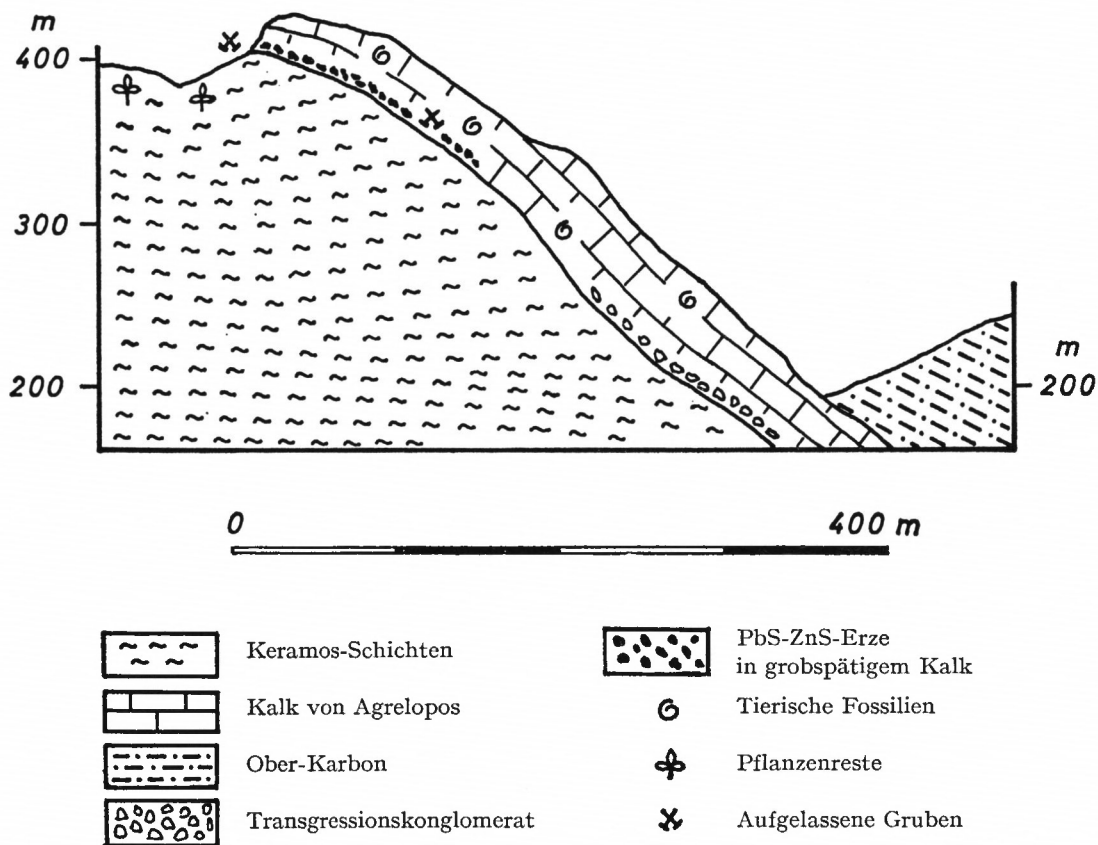 m
400
300
200
m
200
0
400 m
Keramos-Schichten
Kalk von Agrelopos
Ober-Karbon
Transgressionskonglomerat
PbS-ZnS-Erze
in grobspätigem Kalk
Tierische Fossilien
Pflanzenreste
Aufgelassene Gruben